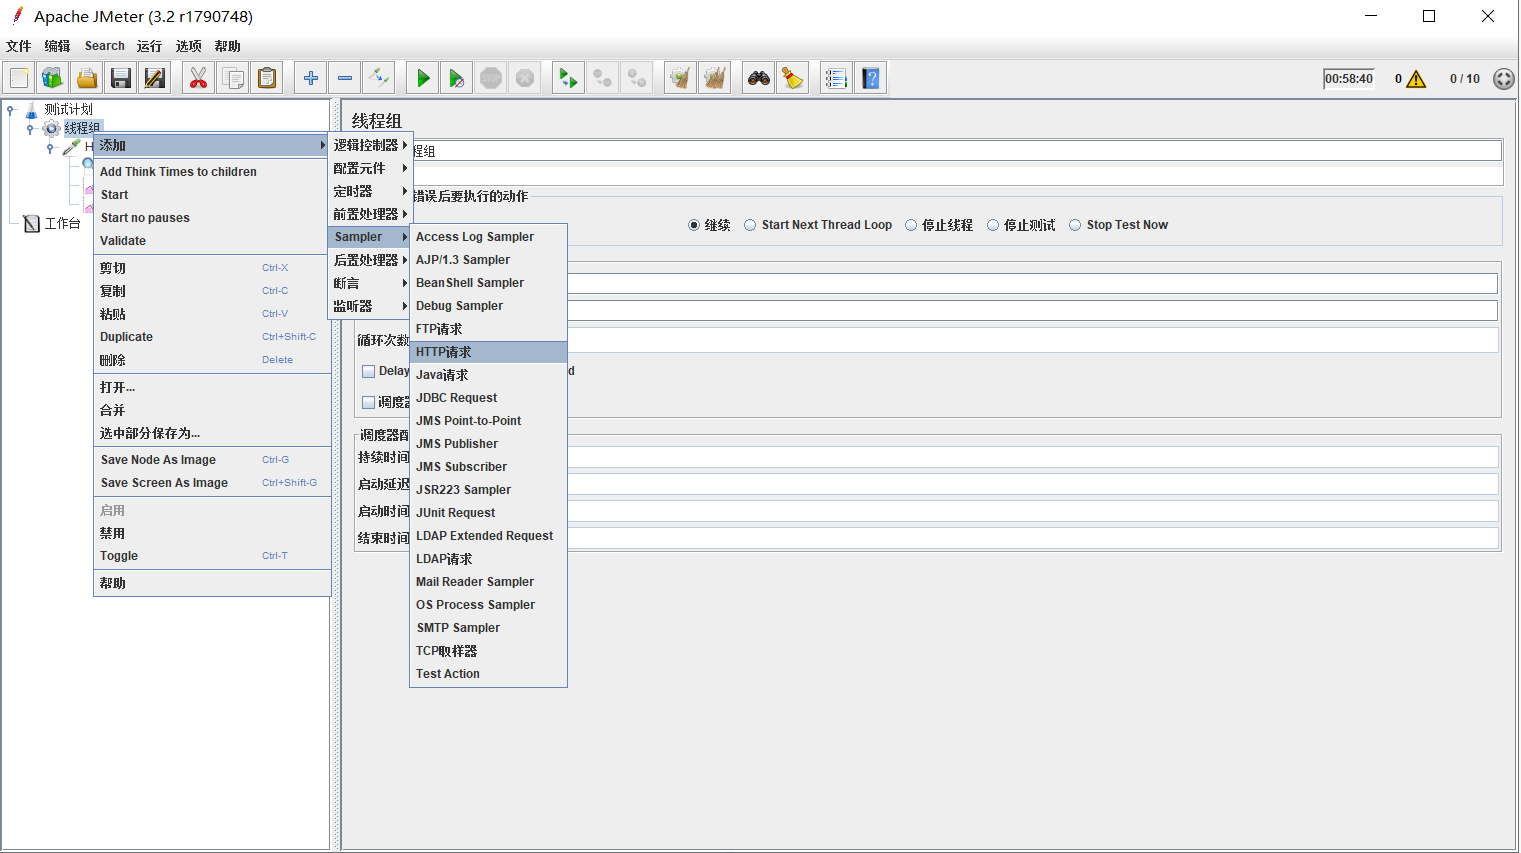 Apache JMeter (3.2 r1790748)
文件 编辑 Search 运行 选项 帮助
STOP
00:58:40 0 0 / 10
测试计划
线程组
H
工作台
添加
Add Think Times to children
Start
Start no pauses
Validate
剪切 Ctrl-X
复制 Ctrl-C
粘贴 Ctrl-V
Duplicate Ctrl+Shift-C
删除 Delete
打开...
合并
选中部分保存为...
Save Node As Image Ctrl-G
Save Screen As Image Ctrl+Shift-G
启用
禁用
Toggle Ctrl-T
帮助
逻辑控制器
配置元件
定时器
前置处理器
Sampler
后置处理器
断言
监听器
Access Log Sampler
AJP/1.3 Sampler
BeanShell Sampler
Debug Sampler
FTP请求
HTTP请求
Java请求
JDBC Request
JMS Point-to-Point
JMS Publisher
JMS Subscriber
JSR223 Sampler
JUnit Request
LDAP Extended Request
LDAP请求
Mail Reader Sampler
OS Process Sampler
SMTP Sampler
TCP取样器
Test Action
线程组
程组
错误后要执行的动作
继续 Start Next Thread Loop 停止线程 停止测试 Stop Test Now
循环次数
Delay d
调度器
调度器配
持续时间
启动延迟
启动时间
结束时间